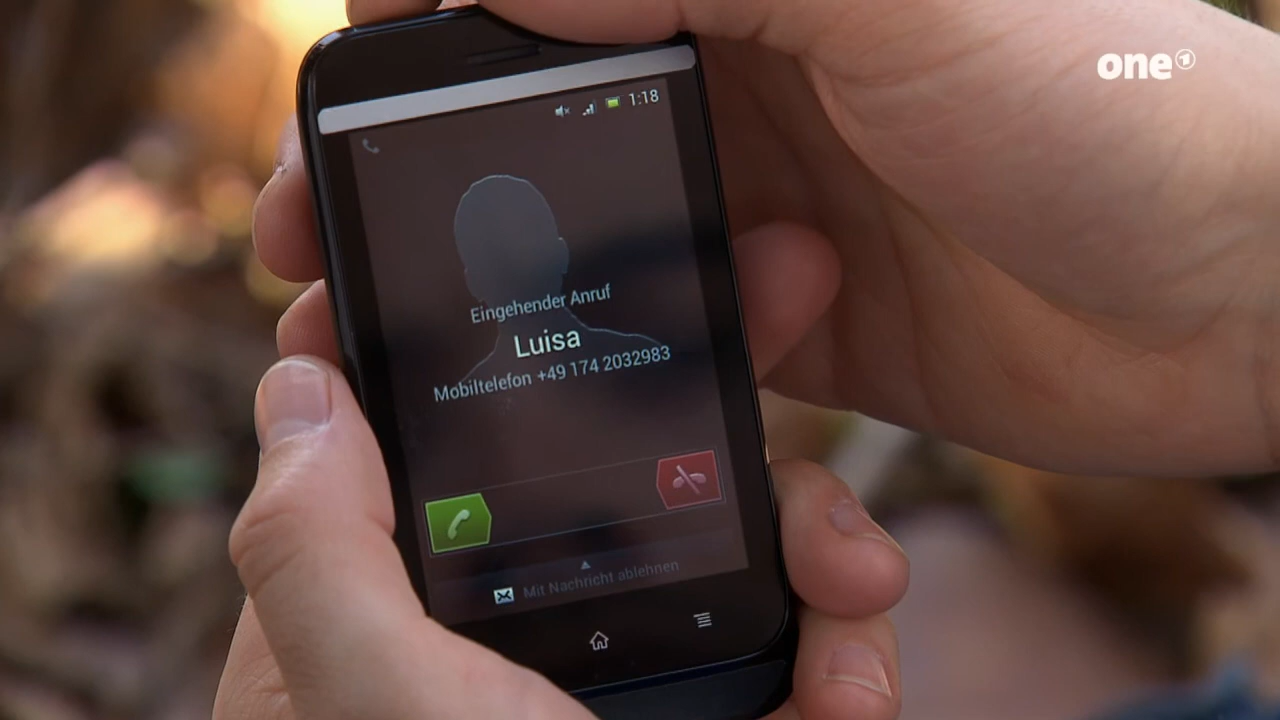 one
1:18
Eingehender Anruf
Luisa
Mobiltelefon +49 174 2032983
Mit Nachricht ablehnen